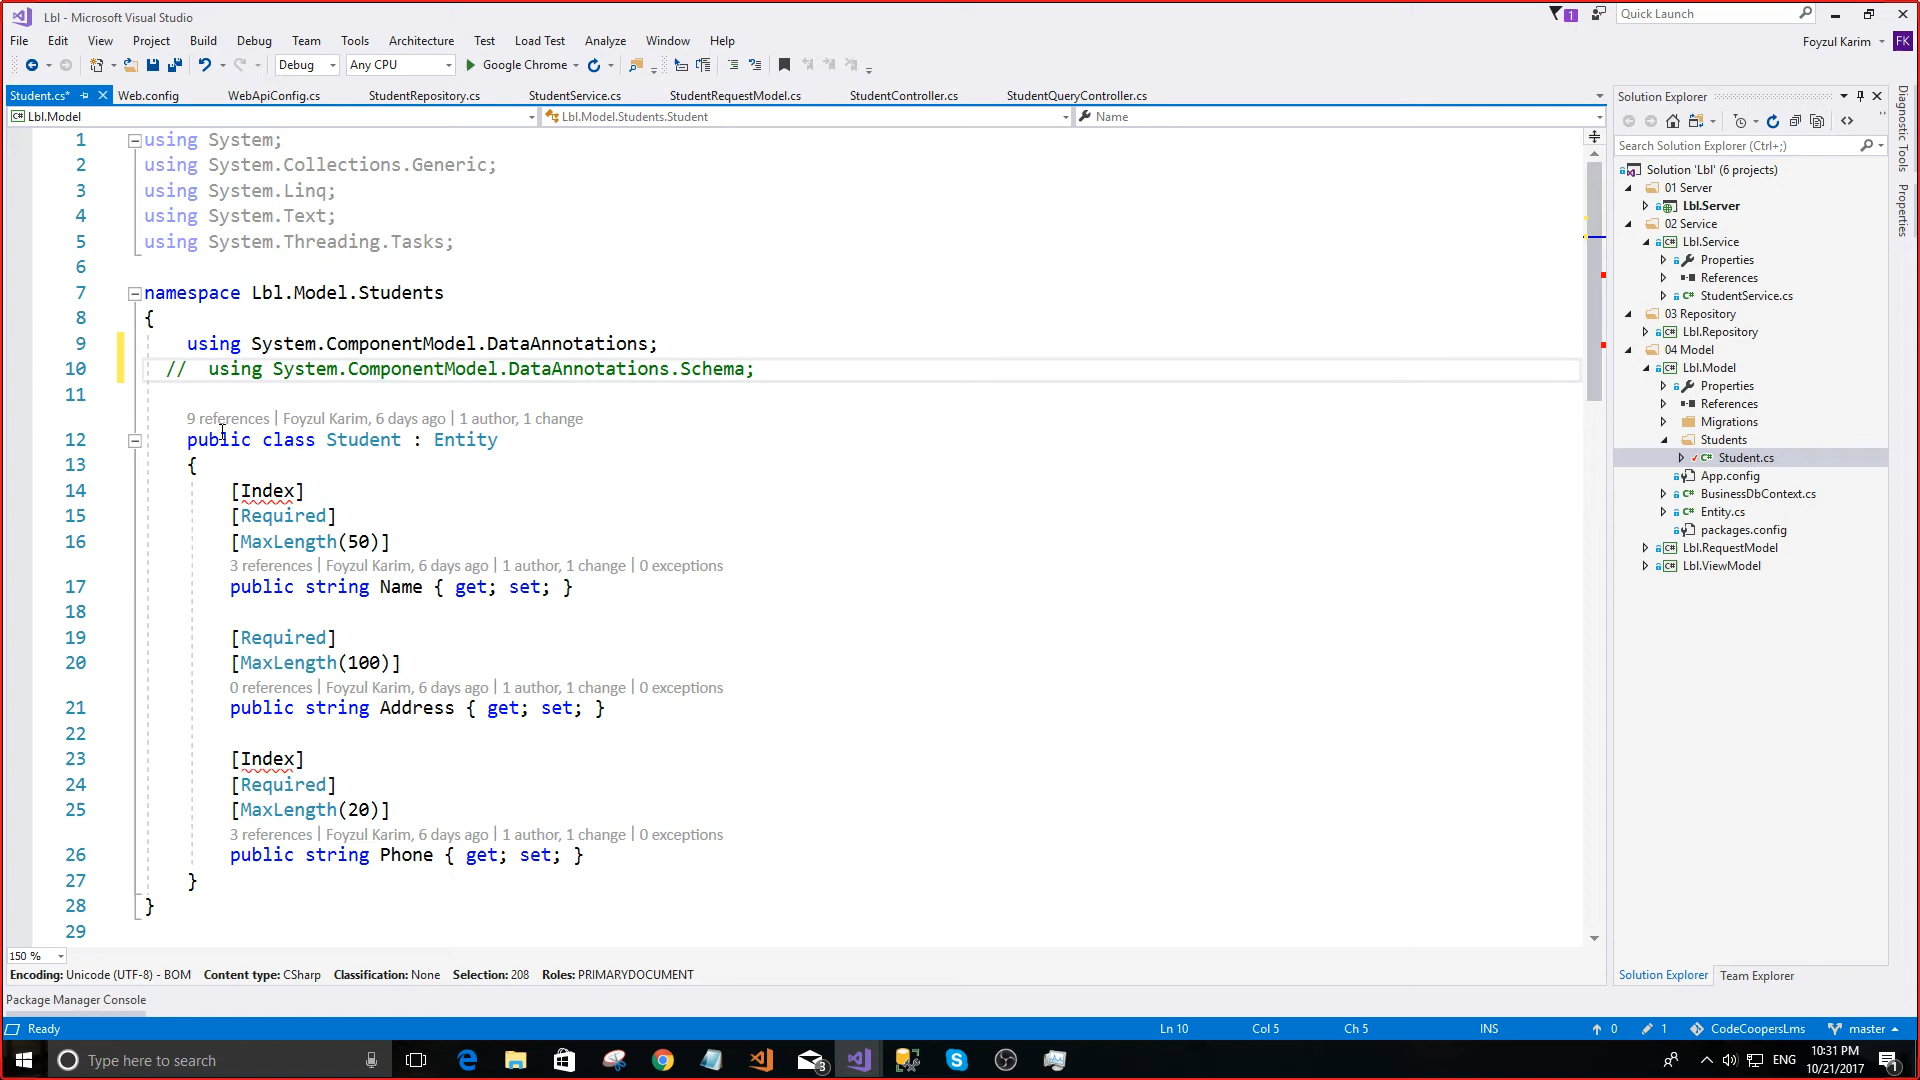 Lbl - Microsoft Visual Studio
1
Quick Launch
File Edit View Project Build Debug Team Tools Architecture Test Load Test Analyze Window Help
Foyzul Karim
FK
Debug
Any CPU
Google Chrome
Student.cs*
Web.config
WebApiConfig.cs
StudentRepository.cs
StudentService.cs
StudentRequestModel.cs
StudentController.cs
StudentQueryController.cs
Lbl.Model
Lbl.Model.Students.Student
Name
1 using System;
2 using System.Collections.Generic;
3 using System.Linq;
4 using System.Text;
5 using System.Threading.Tasks;
6
7 namespace Lbl.Model.Students
8 {
9 using System.ComponentModel.DataAnnotations;
10 // using System.ComponentModel.DataAnnotations.Schema;
11
9 references | Foyzul Karim, 6 days ago | 1 author, 1 change
12 public class Student : Entity
13 {
14 [Index]
15 [Required]
16 [MaxLength(50)]
3 references | Foyzul Karim, 6 days ago | 1 author, 1 change | 0 exceptions
17 public string Name { get; set; }
18
19 [Required]
20 [MaxLength(100)]
0 references | Foyzul Karim, 6 days ago | 1 author, 1 change | 0 exceptions
21 public string Address { get; set; }
22
23 [Index]
24 [Required]
25 [MaxLength(20)]
3 references | Foyzul Karim, 6 days ago | 1 author, 1 change | 0 exceptions
26 public string Phone { get; set; }
27 }
28 }
29
150 %
Encoding: Unicode (UTF-8) - BOM Content type: CSharp Classification: None Selection: 208 Roles: PRIMARYDOCUMENT
Package Manager Console
Solution Explorer
Search Solution Explorer (Ctrl+;)
Solution 'Lbl' (6 projects)
01 Server
Lbl.Server
02 Service
Lbl.Service
Properties
References
StudentService.cs
03 Repository
Lbl.Repository
04 Model
Lbl.Model
Properties
References
Migrations
Students
Student.cs
App.config
BusinessDbContext.cs
Entity.cs
packages.config
Lbl.RequestModel
Lbl.ViewModel
Solution Explorer
Team Explorer
Diagnostic Tools
Properties
Ready
Ln 10
Col 5
Ch 5
INS
0
1
CodeCoopersLms
master
Type here to search
3
ENG
10:31 PM
10/21/2017
1